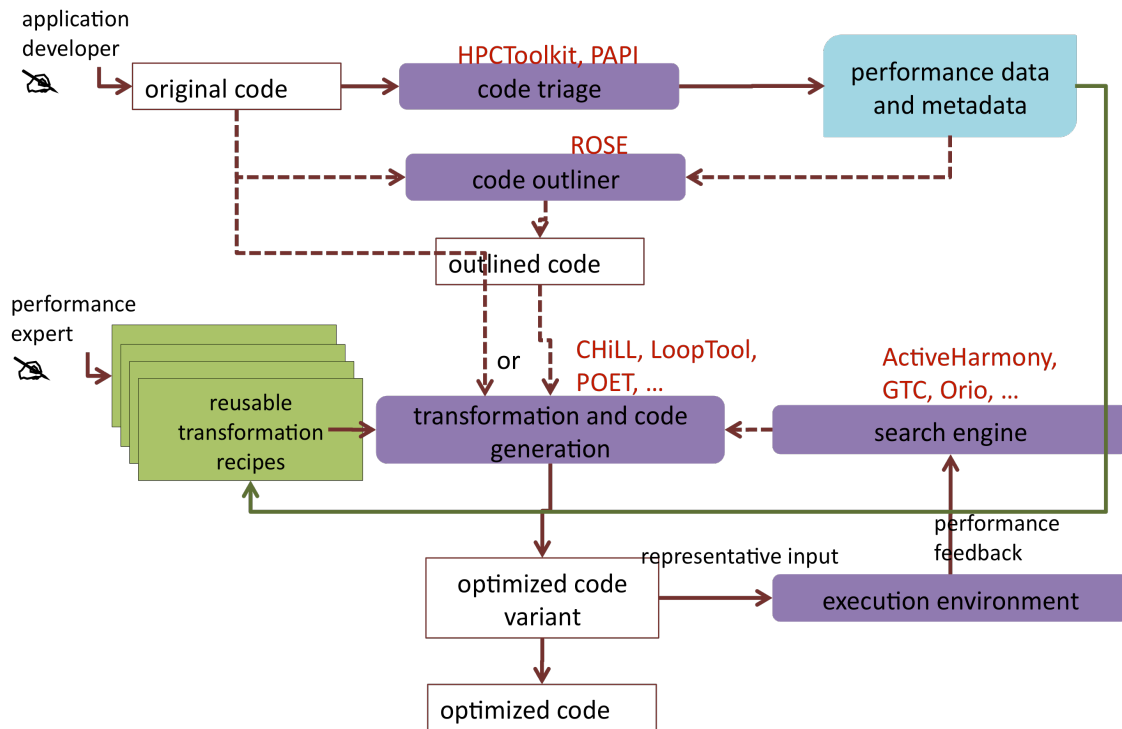 application
developer
original code
HPCToolkit, PAPI
code triage
performance data
and metadata
ROSE
code outliner
outlined code
performance
expert
or
CHiLL, LoopTool,
POET, ...
ActiveHarmony,
GTC, Orio, ...
reusable
transformation
recipes
transformation and code
generation
search engine
performance
feedback
representative input
optimized code
variant
execution environment
optimized code